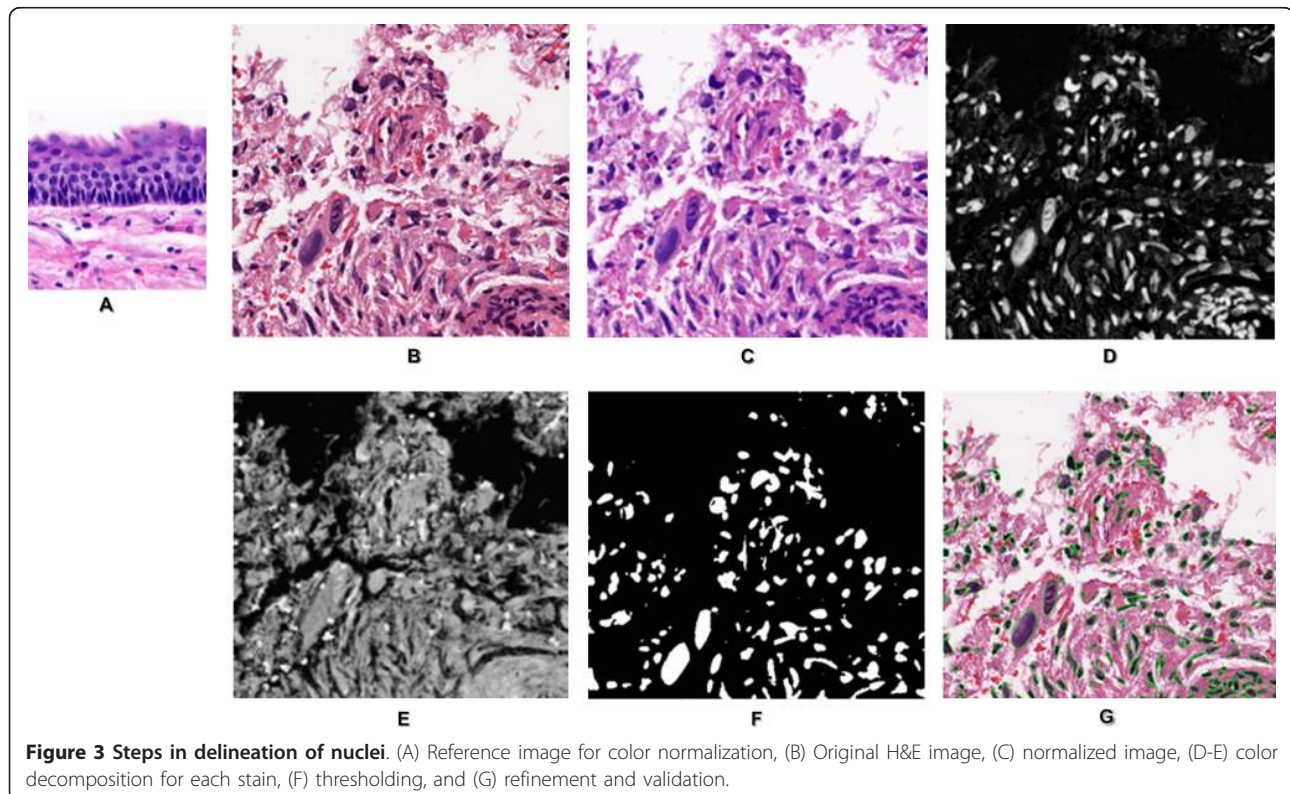 A
B
C
D
E
F
G
Figure 3 Steps in delineation of nuclei. (A) Reference image for color normalization, (B) Original H&E image, (C) normalized image, (D-E) color
decomposition for each stain, (F) thresholding, and (G) refinement and validation.